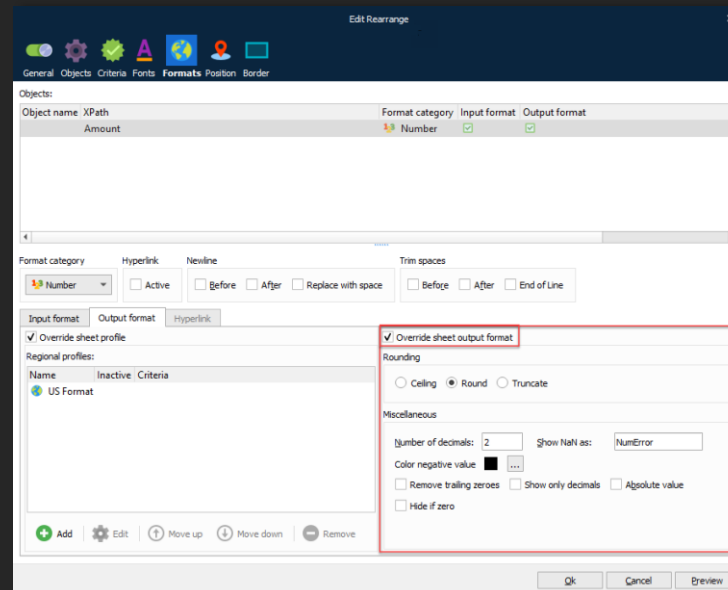 Edit Rearrange
General Objects Criteria Fonts Formats Position Border
Objects:
Object name XPath Format category Input format Output format
Amount Number
Format category Hyperlink Newline Trim spaces
Number Active Before After Replace with space Before After End of Line
Input format Output format Hyperlink
Override sheet profile Override sheet output format
Regional profiles: Rounding
Name Inactive Criteria
US Format Ceiling Round Truncate
Miscellaneous
Number of decimals: 2 Show NaN as: NumError
Color negative value ...
Remove trailing zeroes Show only decimals Absolute value
Hide if zero
Add Edit Move up Move down Remove
Ok Cancel Preview